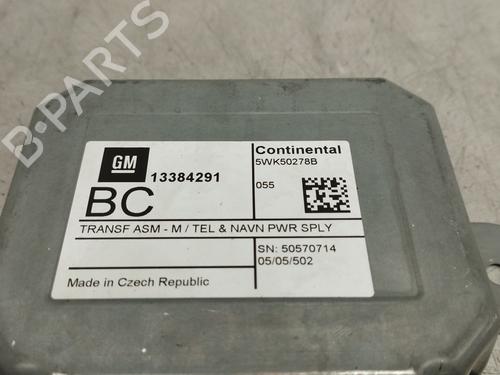 B-PARTS
GM
13384291
BC
Continental
5WK50278B
055
TRANSF ASM - M / TEL & NAVN PWR SPLY
SN: 50570714
05/05/502
Made in Czech Republic